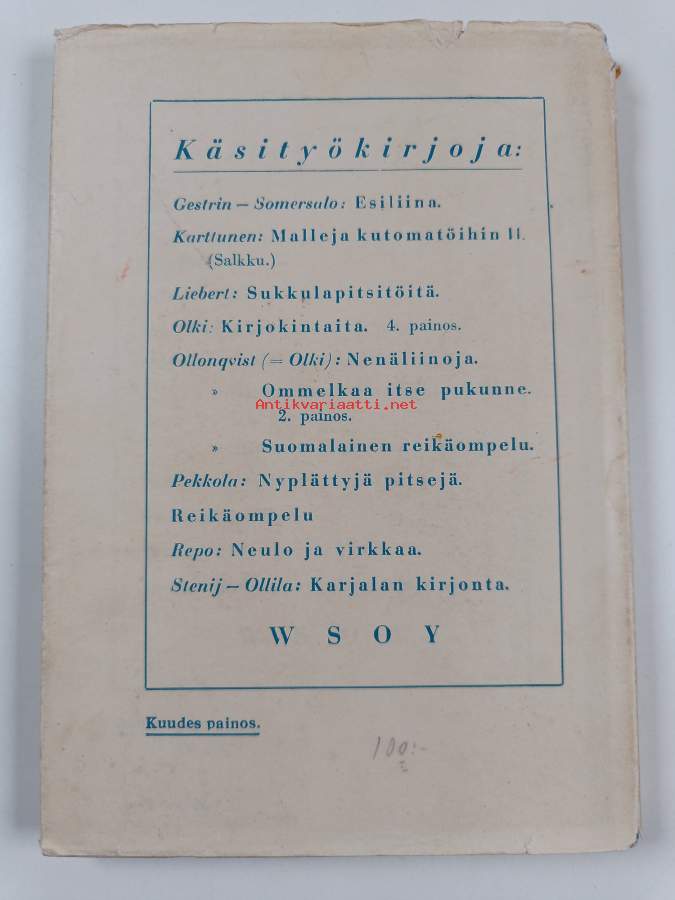 Käsityökirjoja:
Gestrin — Somersalo: Esiliina.
Karttunen: Malleja kutomatöihin II.
(Salkku.)
Liebert: Sukkulapitsitöitä.
Olki: Kirjokintaita. 4. painos.
Ollonqvist (= Olki): Nenäliinoja.
» Ommelkaa itse pukunne.
Antikvariaatti.net
2. painos.
» Suomalainen reikäompelu.
Pekkola: Nyplättyjä pitsejä.
Reikäompelu
Repo: Neulo ja virkkaa.
Stenij — Ollila: Karjalan kirjonta.
WSOY
Kuudes painos.
100:-